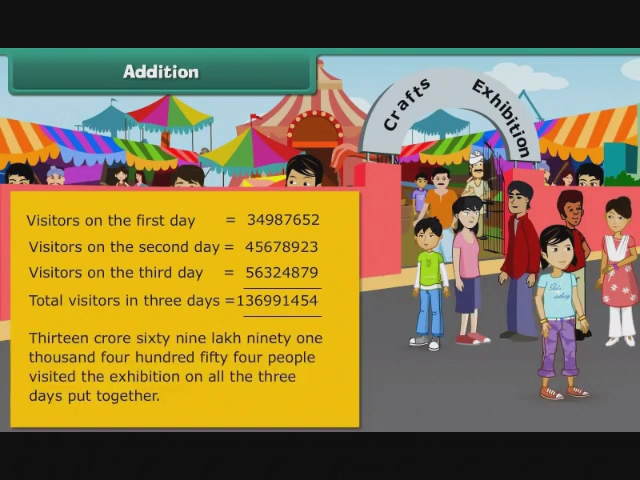 Addition
Crafts Exhibition
Visitors on the first day = 34987652
Visitors on the second day = 45678923
Visitors on the third day = 56324879
Total visitors in three days =136991454
Thirteen crore sixty nine lakh ninety one
thousand four hundred fifty four people
visited the exhibition on all the three
days put together.